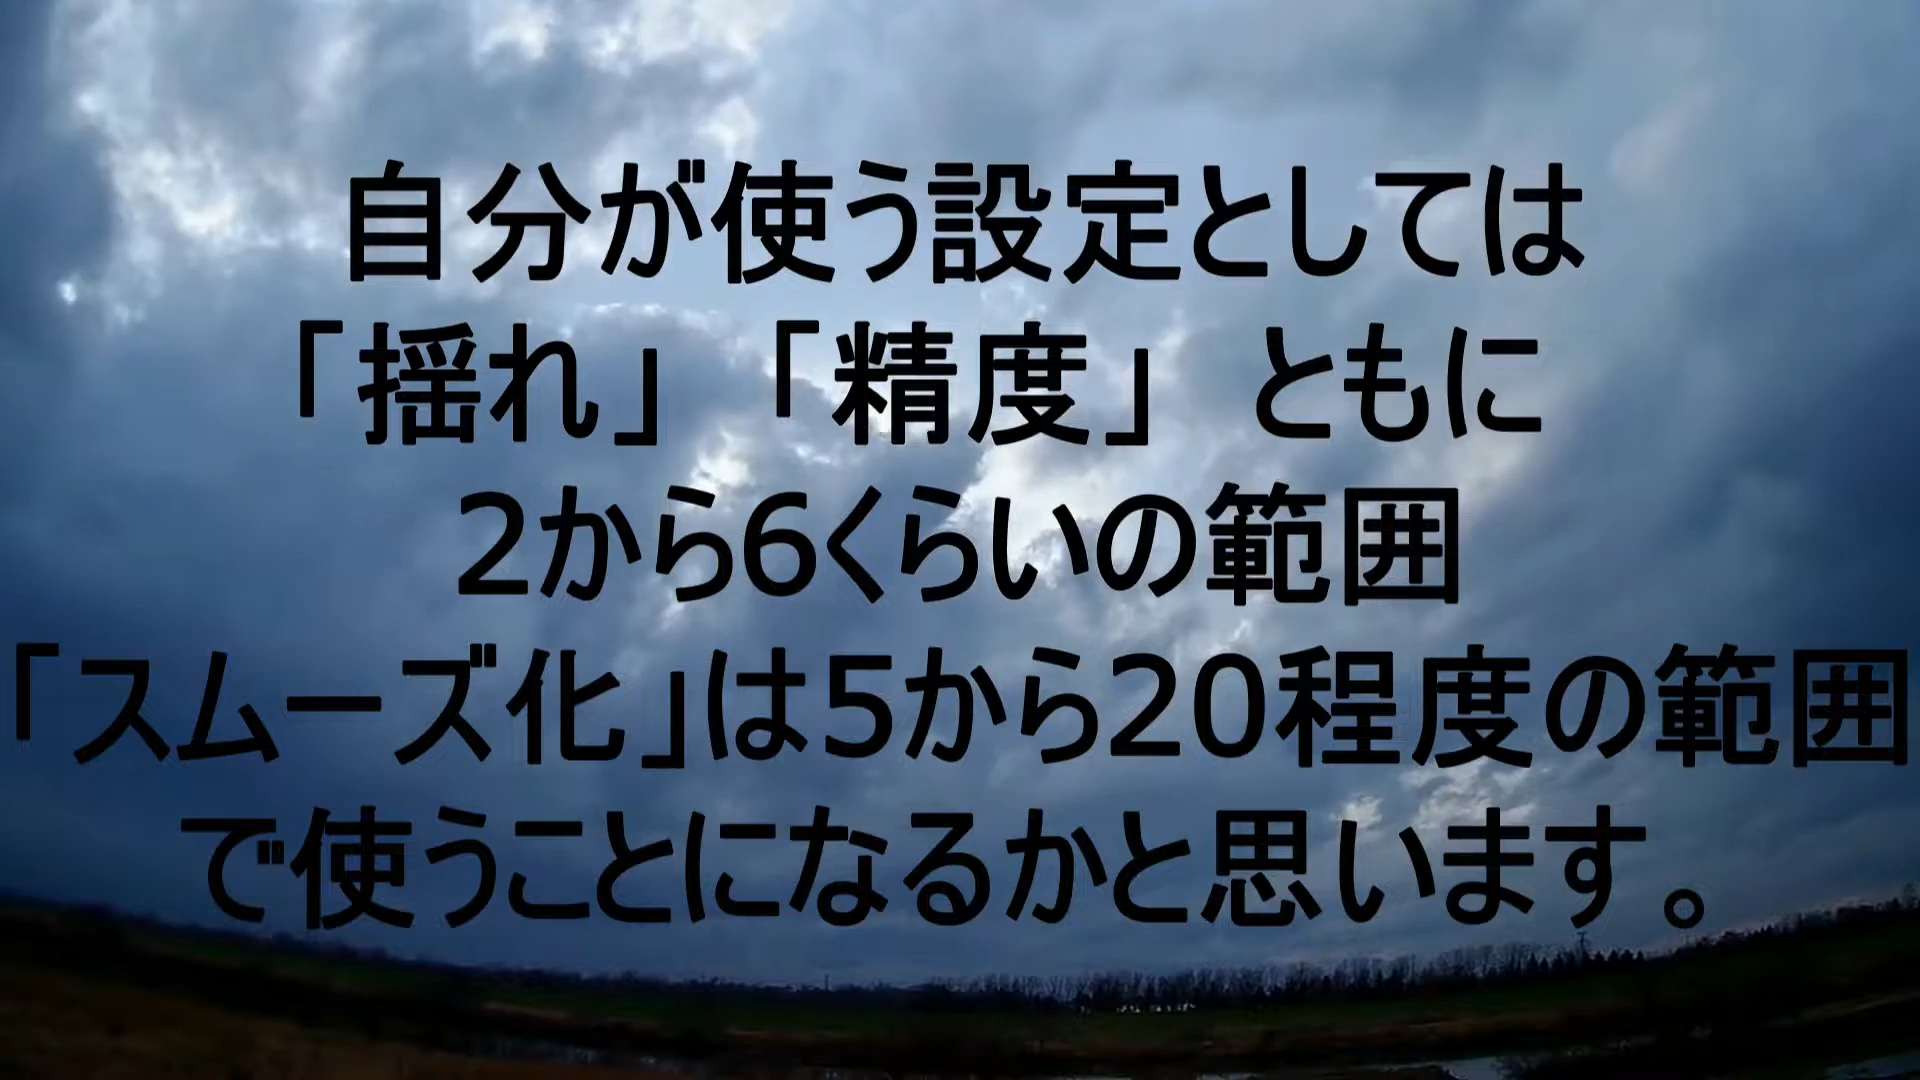 自分が使う設定としては
「揺れ」「精度」 ともに
2から6くらいの範囲
「スムーズ化」は5から20程度の範囲
で使うことになるかと思います。